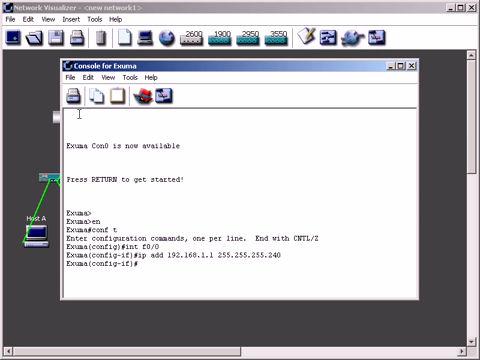 Network Visualizer - <new network1>
File Edit View Insert Tools Help
2600 1900 2950 3550
Console for Exuma
File Edit View Tools Help
Exuma Con0 is now available
Press RETURN to get started!
Exuma>
Exuma>en
Exuma#conf t
Enter configuration commands, one per line. End with CNTL/Z
Exuma(config)#int f0/0
Exuma(config-if)#ip add 192.168.1.1 255.255.255.240
Exuma(config-if)#
Host A